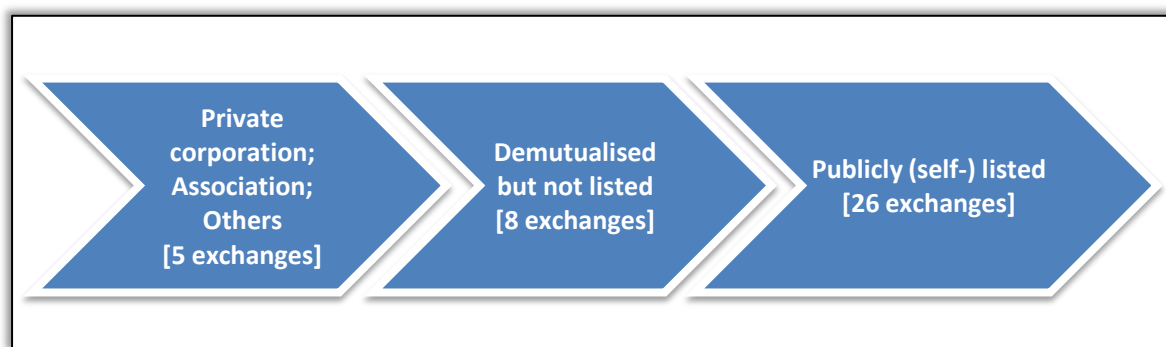 Private
corporation;
Association;
Others
[5 exchanges]
Demutualised
but not listed
[8 exchanges]
Publicly (self-) listed
[26 exchanges]